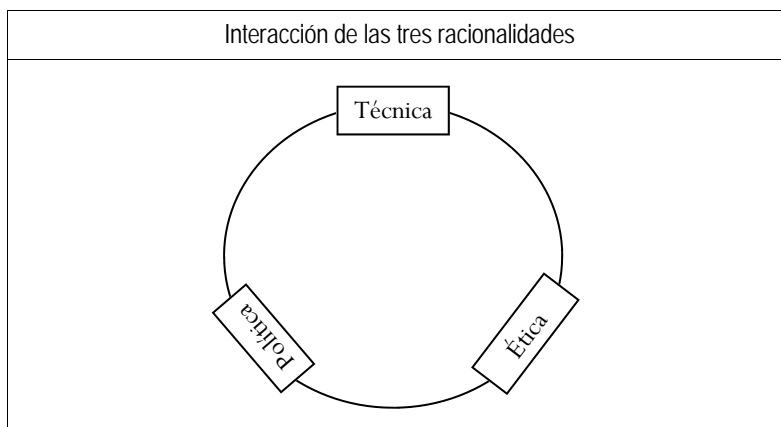 Interacción de las tres racionalidades
Técnica
Política
Ética